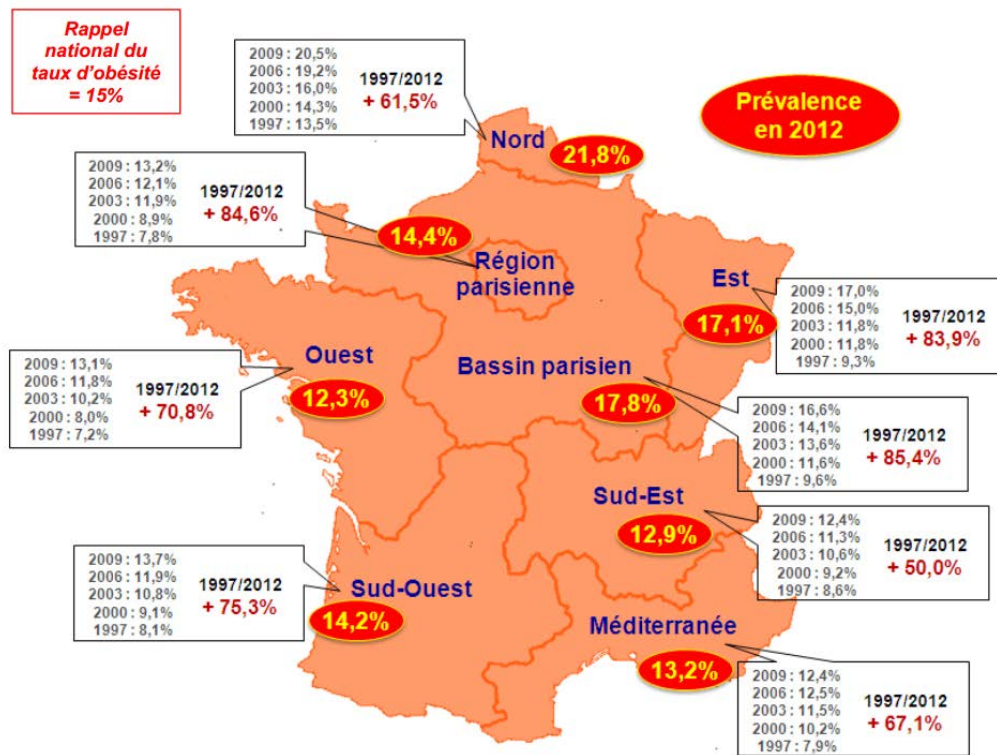 Rappel
national du
taux d'obésité
= 15%
2009 : 20,5%
2006 : 19,2%
2003 : 16,0%
2000 : 14,3%
1997 : 13,5%
1997/2012
+ 61,5%
Prévalence
en 2012
Nord
21,8%
2009 : 13,2%
2006 : 12,1%
2003 : 11,9%
2000 : 8,9%
1997 : 7,8%
1997/2012
+ 84,6%
14,4%
Région
parisienne
Est
17,1%
2009 : 17,0%
2006 : 15,0%
2003 : 11,8%
2000 : 11,8%
1997 : 9,3%
1997/2012
+ 83,9%
2009 : 13,1%
2006 : 11,8%
2003 : 10,2%
2000 : 8,0%
1997 : 7,2%
1997/2012
+ 70,8%
Ouest
12,3%
Bassin parisien
17,8%
2009 : 16,6%
2006 : 14,1%
2003 : 13,6%
2000 : 11,6%
1997 : 9,6%
1997/2012
+ 85,4%
Sud-Est
12,9%
2009 : 12,4%
2006 : 11,3%
2003 : 10,6%
2000 : 9,2%
1997 : 8,6%
1997/2012
+ 50,0%
2009 : 13,7%
2006 : 11,9%
2003 : 10,8%
2000 : 9,1%
1997 : 8,1%
1997/2012
+ 75,3%
Sud-Ouest
14,2%
Méditerranée
13,2%
2009 : 12,4%
2006 : 12,5%
2003 : 11,5%
2000 : 10,2%
1997 : 7,9%
1997/2012
+ 67,1%